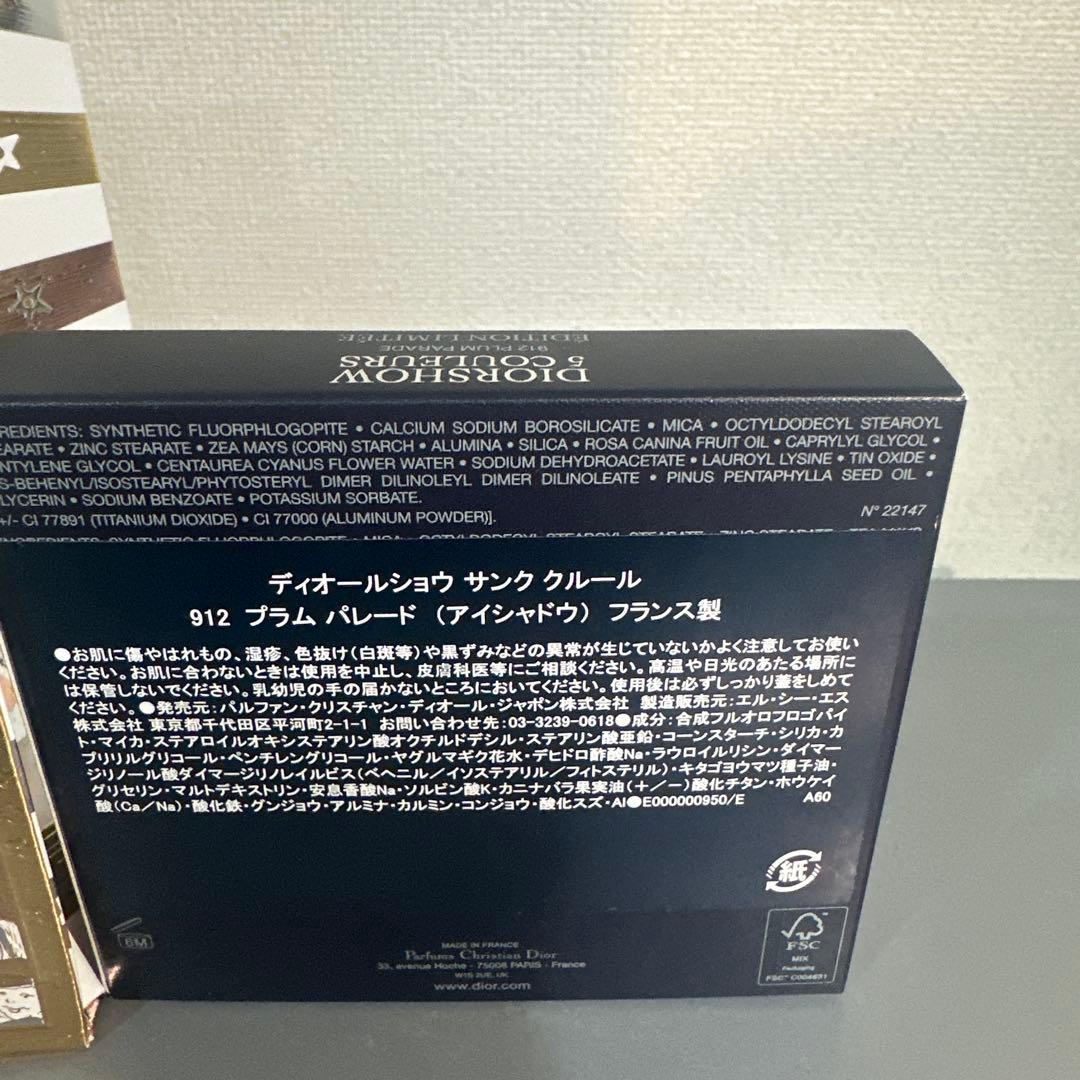 DIORSHOW
5 COULEURS
912 PLUM PARADE
ÉDITION LIMITÉE
REDIENTS: SYNTHETIC FLUORPHLOGOPITE • CALCIUM SODIUM BOROSILICATE • MICA • OCTYLDODECYL STEAROYL
EARATE • ZINC STEARATE • ZEA MAYS (CORN) STARCH • ALUMINA • SILICA • ROSA CANINA FRUIT OIL • CAPRYLYL GLYCOL •
NTYLENE GLYCOL • CENTAUREA CYANUS FLOWER WATER • SODIUM DEHYDROACETATE • LAUROYL LYSINE • TIN OXIDE •
S-BEHENYL/ISOSTEARYL/PHYTOSTERYL DIMER DILINOLEYL DIMER DILINOLEATE • PINUS PENTAPHYLLA SEED OIL •
LYCERIN • SODIUM BENZOATE • POTASSIUM SORBATE.
+/- CI 77891 (TITANIUM DIOXIDE) • CI 77000 (ALUMINUM POWDER)].
N° 22147
ディオールショウ サンク クルール
912 プラム パレード (アイシャドウ) フランス製
●お肌に傷やはれもの、湿疹、色抜け(白斑等)や黒ずみなどの異常が生じていないかよく注意してお使い
ください。お肌に合わないときは使用を中止し、皮膚科医等にご相談ください。高温や日光のあたる場所に
は保管しないでください。乳幼児の手の届かないところにおいてください。使用後は必ずしっかり蓋をしめて
ください。●発売元:パルファン・クリスチャン・ディオール・ジャポン株式会社 製造販売元:エル・シー・エス
株式会社 東京都千代田区平河町2-1-1 お問い合わせ先:03-3239-0618●成分:合成フルオロフロゴパイ
ト・マイカ・ステアロイルオキシステアリン酸オクチルドデシル・ステアリン酸亜鉛・コーンスターチ・シリカ・カ
プリリルグリコール・ペンチレングリコール・ヤグルマギク花水・デヒドロ酢酸Na・ラウロイルリシン・ダイマー
ジリノール酸ダイマージリノレイルビス(ベヘニル/イソステアリル/フィトステリル)・キタゴヨウマツ種子油・
グリセリン・マルトデキストリン・安息香酸Na・ソルビン酸K・カニナバラ果実油(+/-)酸化チタン・ホウケイ
酸(Ca/Na)・酸化鉄・グンジョウ・アルミナ・カルミン・コンジョウ・酸化スズ・Al●E000000950/E A60
紙
6M
MADE IN FRANCE
Parfums Christian Dior
33, avenue Hoche - 75008 PARIS - France
W1S 2UE, UK
www.dior.com
FSC
MIX
Packaging
FSC™ C004631